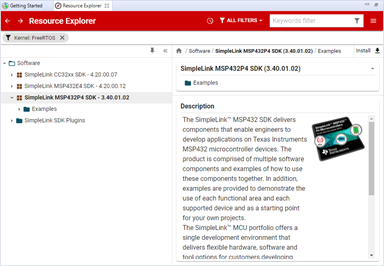 Getting Started
Resource Explorer
Resource Explorer
ALL FILTERS
Keywords filter
Kernel: FreeRTOS
Software
SimpleLink CC32xx SDK - 4.20.00.07
SimpleLink MSP432E4 SDK - 4.20.00.12
SimpleLink MSP432P4 SDK - 3.40.01.02
Examples
SimpleLink SDK Plugins
/ Software / SimpleLink MSP432P4 SDK (3.40.01.02) / Examples
Install
SimpleLink MSP432P4 SDK (3.40.01.02)
Examples
Description
The SimpleLink™ MSP432 SDK delivers
components that enable engineers to
develop applications on Texas Instruments
MSP432 microcontroller devices. The
product is comprised of multiple software
components and examples of how to use
these components together. In addition,
examples are provided to demonstrate the
use of each functional area and each
supported device and as a starting point
for your own projects.
The SimpleLink™ MCU portfolio offers a
single development environment that
delivers flexible hardware, software and
tool options for customers developing